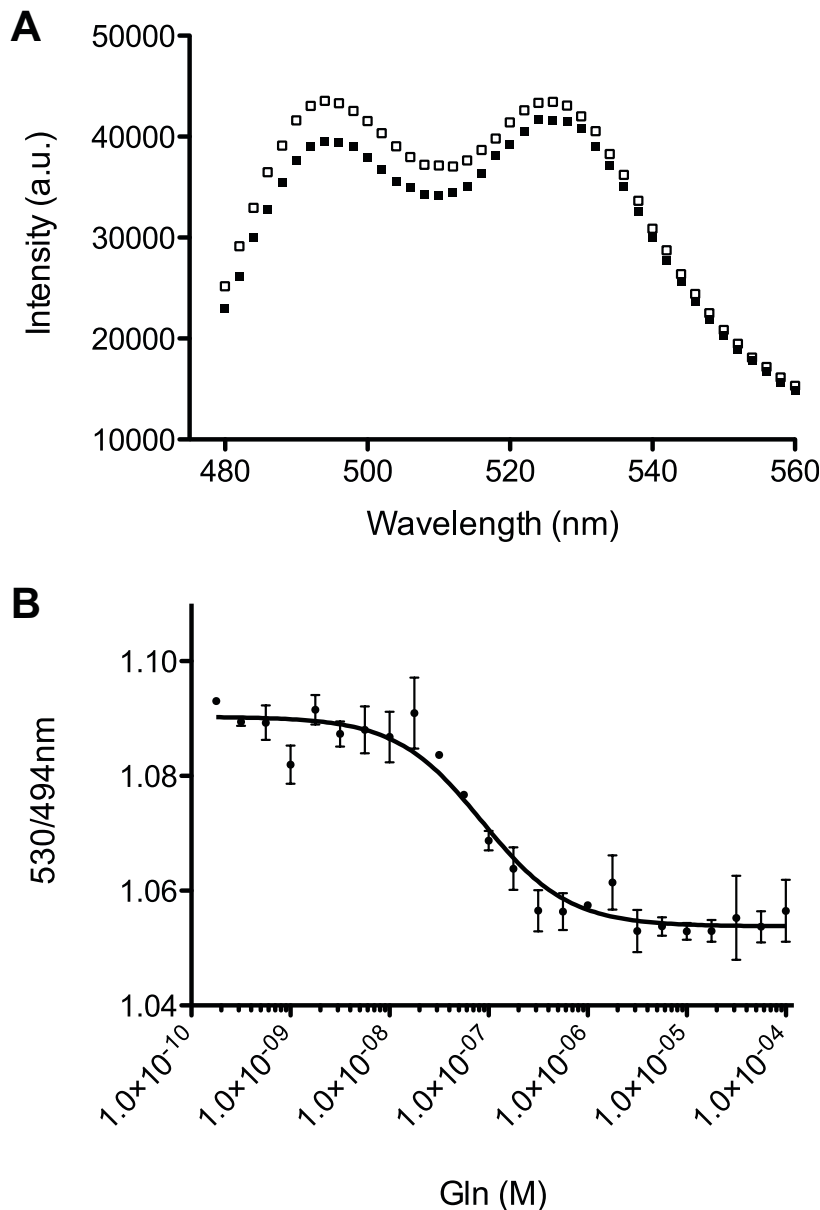 A
50000
40000
30000
20000
10000
Intensity (a.u.)
480 500 520 540 560
Wavelength (nm)
B
1.10
1.08
1.06
1.04
530/494nm
1.0×10⁻¹⁰ 1.0×10⁻⁰⁹ 1.0×10⁻⁰⁸ 1.0×10⁻⁰⁷ 1.0×10⁻⁰⁶ 1.0×10⁻⁰⁵ 1.0×10⁻⁰⁴
Gln (M)